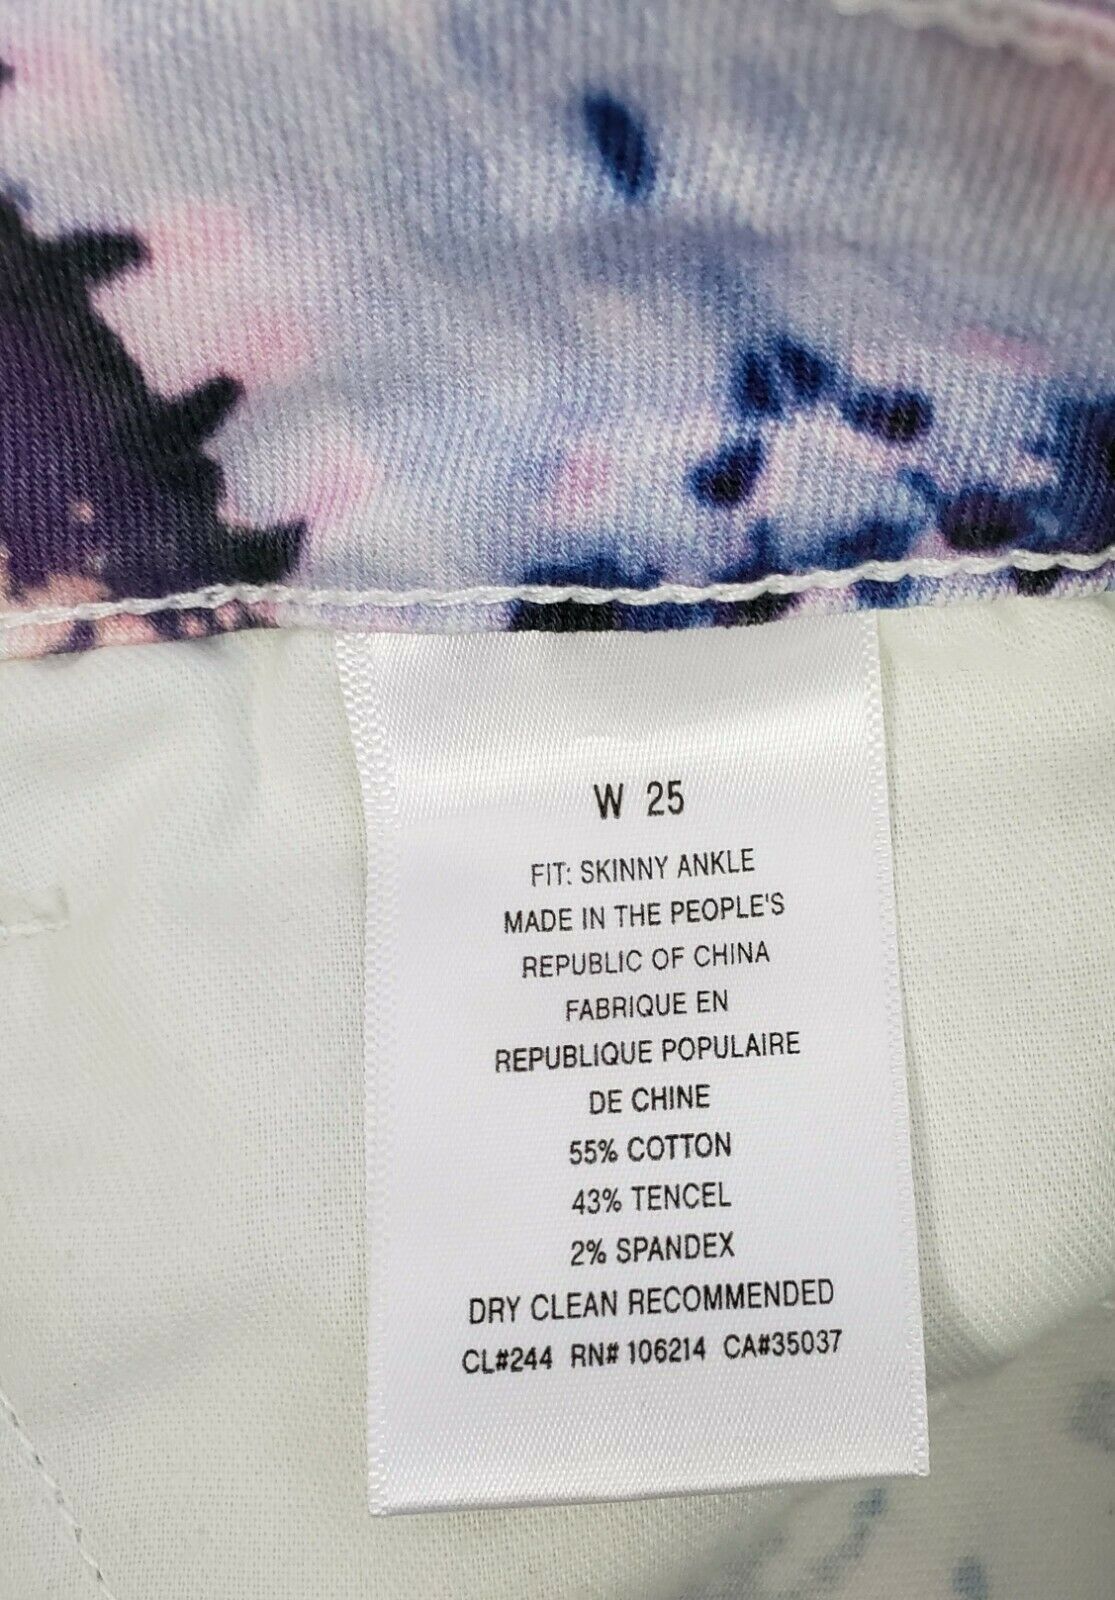 W 25
FIT: SKINNY ANKLE
MADE IN THE PEOPLE'S
REPUBLIC OF CHINA
FABRIQUE EN
REPUBLIQUE POPULAIRE
DE CHINE
55% COTTON
43% TENCEL
2% SPANDEX
DRY CLEAN RECOMMENDED
CL#244 RN# 106214 CA#35037